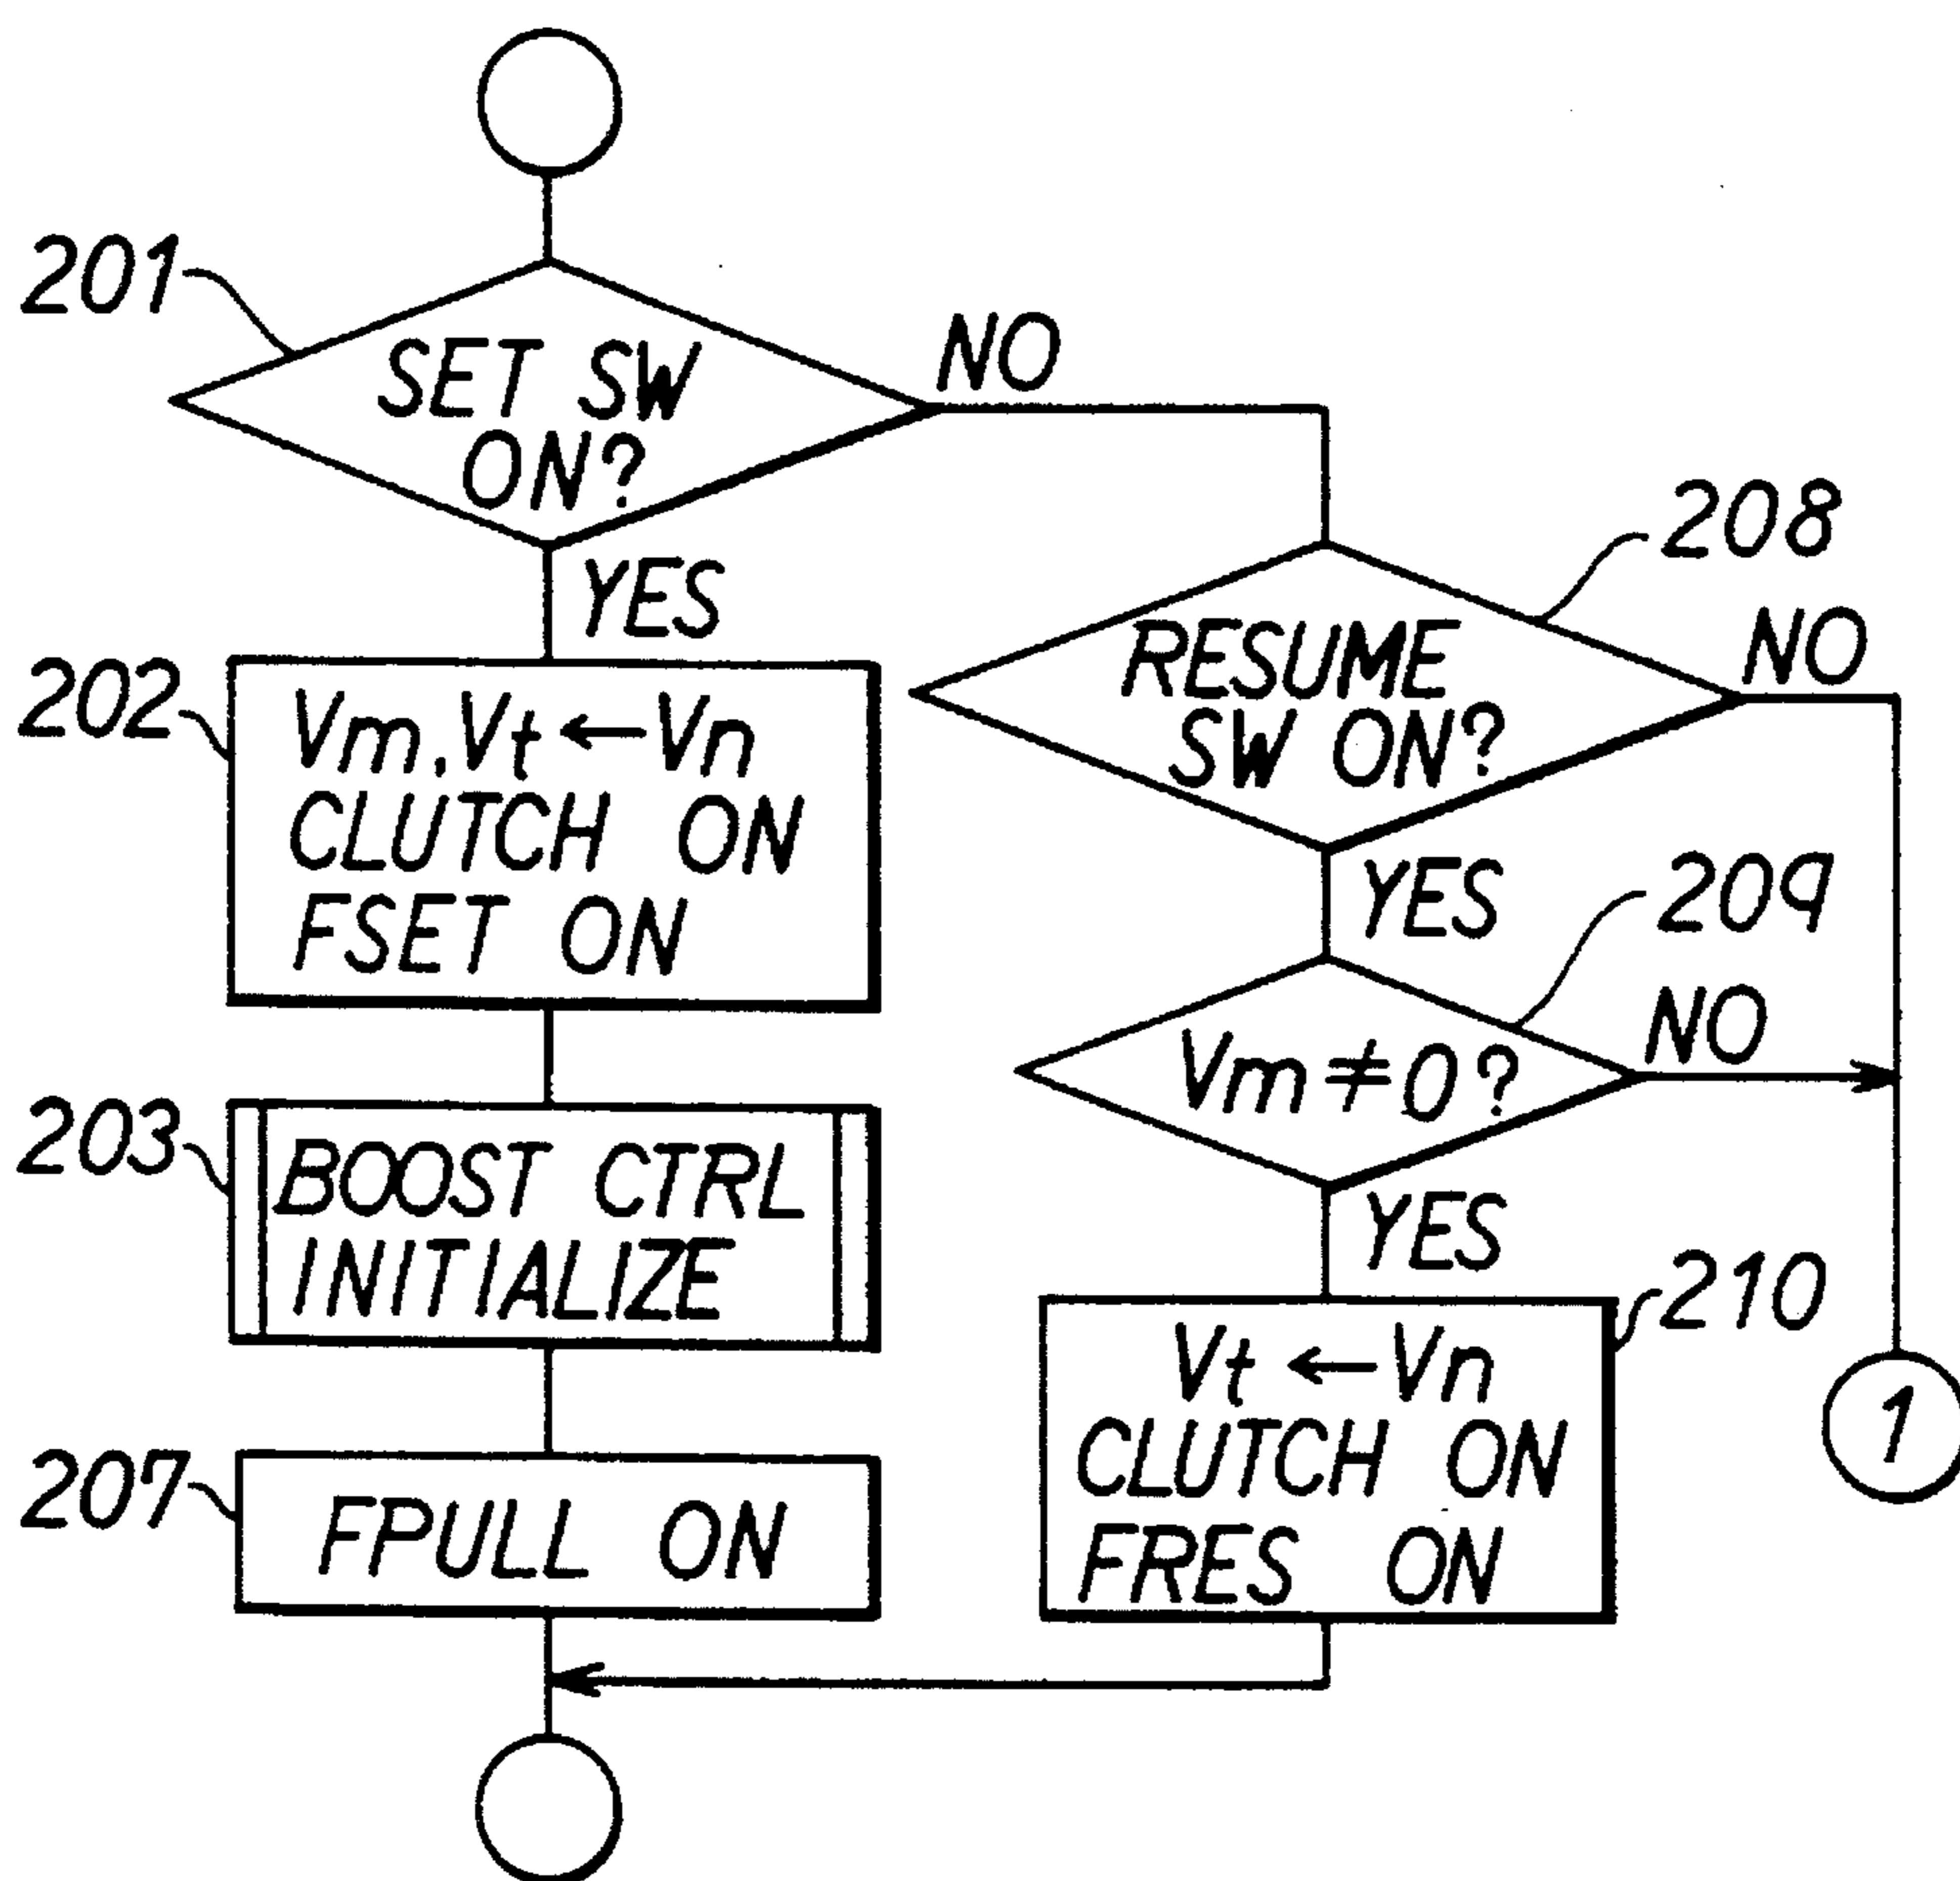 201
SET SW
ON?
NO
YES
202
Vm,Vt←Vn
CLUTCH ON
FSET ON
203
BOOST CTRL
INITIALIZE
207
FPULL ON
208
RESUME
SW ON?
NO
YES
209
Vm≠0?
NO
YES
210
Vt←Vn
CLUTCH ON
FRES ON
1